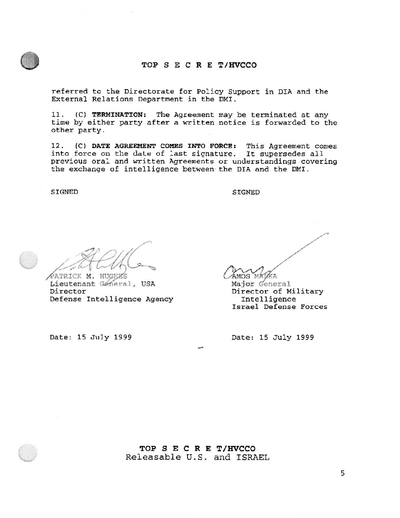 TOP S E C R E T/HVCCO
referred to the Directorate for Policy Support in DIA and the
External Relations Department in the DMI.
11. (C) TERMINATION: The Agreement may be terminated at any
time by either party after a written notice is forwarded to the
other party.
12. (C) DATE AGREEMENT COMES INTO FORCE: This Agreement comes
into force on the date of last signature. It supersedes all
previous oral and written Agreements or understandings covering
the exchange of intelligence between the DIA and the DMI.
SIGNED
SIGNED
PATRICK M. HUGHES
Lieutenant General, USA
Director
Defense Intelligence Agency
AMOS MALKA
Major General
Director of Military
Intelligence
Israel Defense Forces
Date: 15 July 1999
Date: 15 July 1999
TOP S E C R E T/HVCCO
Releasable U.S. and ISRAEL
5